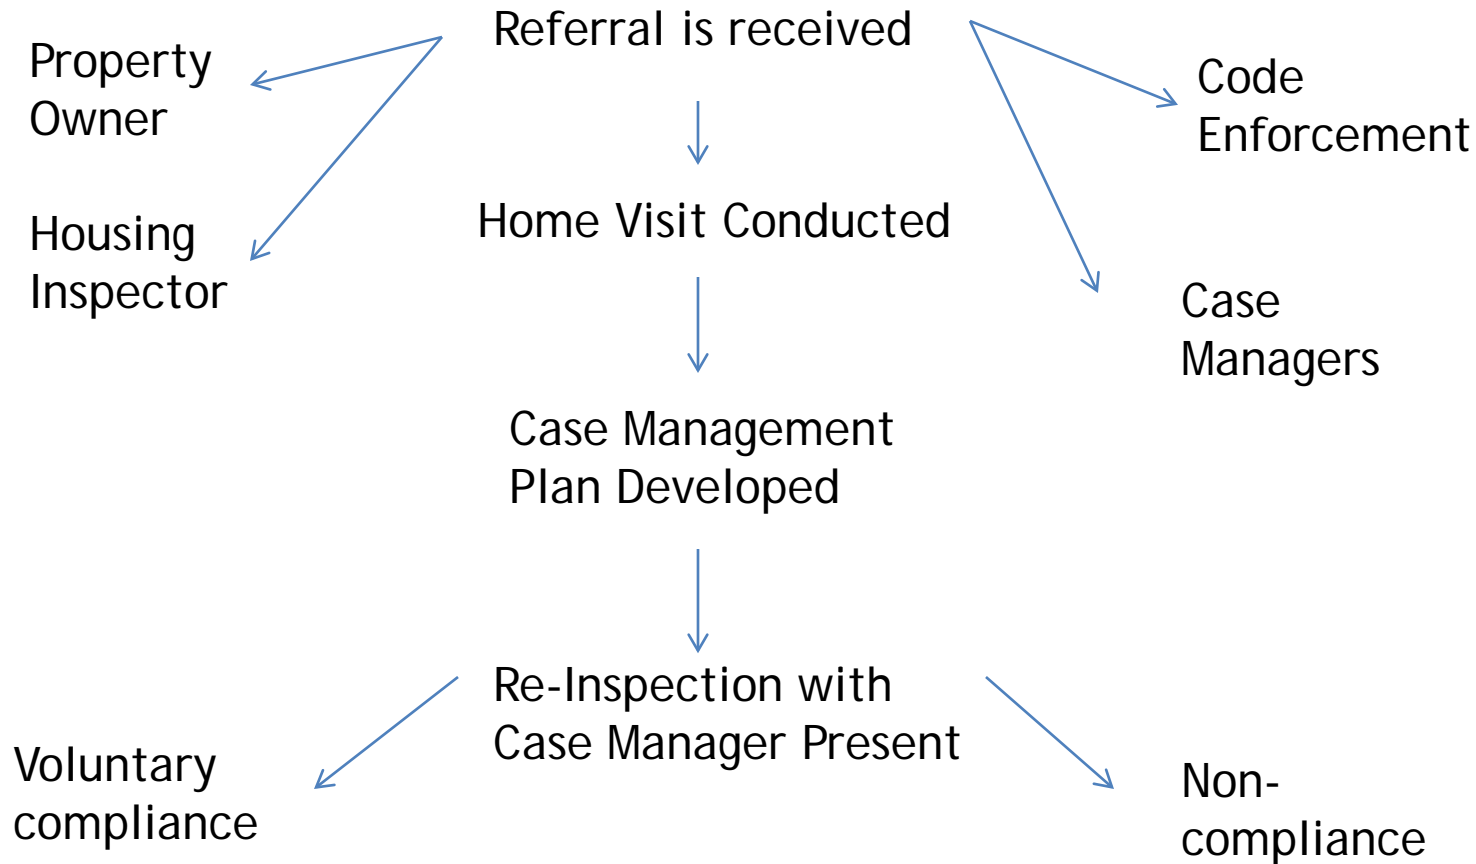 Referral is received
Property
Owner
Code
Enforcement
Home Visit Conducted
Housing
Inspector
Case
Managers
Case Management
Plan Developed
Re-Inspection with
Case Manager Present
Voluntary
compliance
Non-
compliance